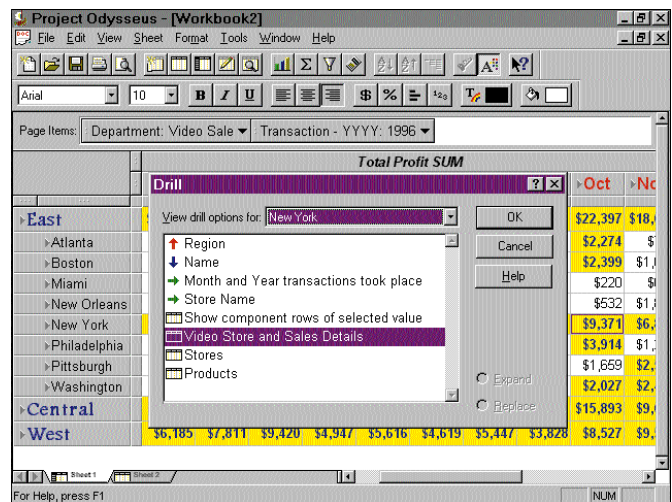 Project Odysseus - [Workbook2]
File Edit View Sheet Format Tools Window Help
Arial 10 B I U $ %
Page Items: Department: Video Sale Transaction - YYYY: 1996
Total Profit SUM
Drill
Oct
View drill options for: New York
OK
East $22,397
Region
Atlanta $2,274
Name
Cancel
Boston $2,399
Month and Year transactions took place
Help
Miami $220
Store Name
New Orleans $532
Show component rows of selected value
New York $9,371
Video Store and Sales Details
Philadelphia $3,914
Stores
Pittsburgh $1,659
Products
Expand
Washington $2,027
Replace
Central $15,893
West $6,185 $7,811 $9,420 $4,947 $5,616 $4,619 $5,447 $3,828 $8,527
Sheet 1 Sheet 2
For Help, press F1 NUM